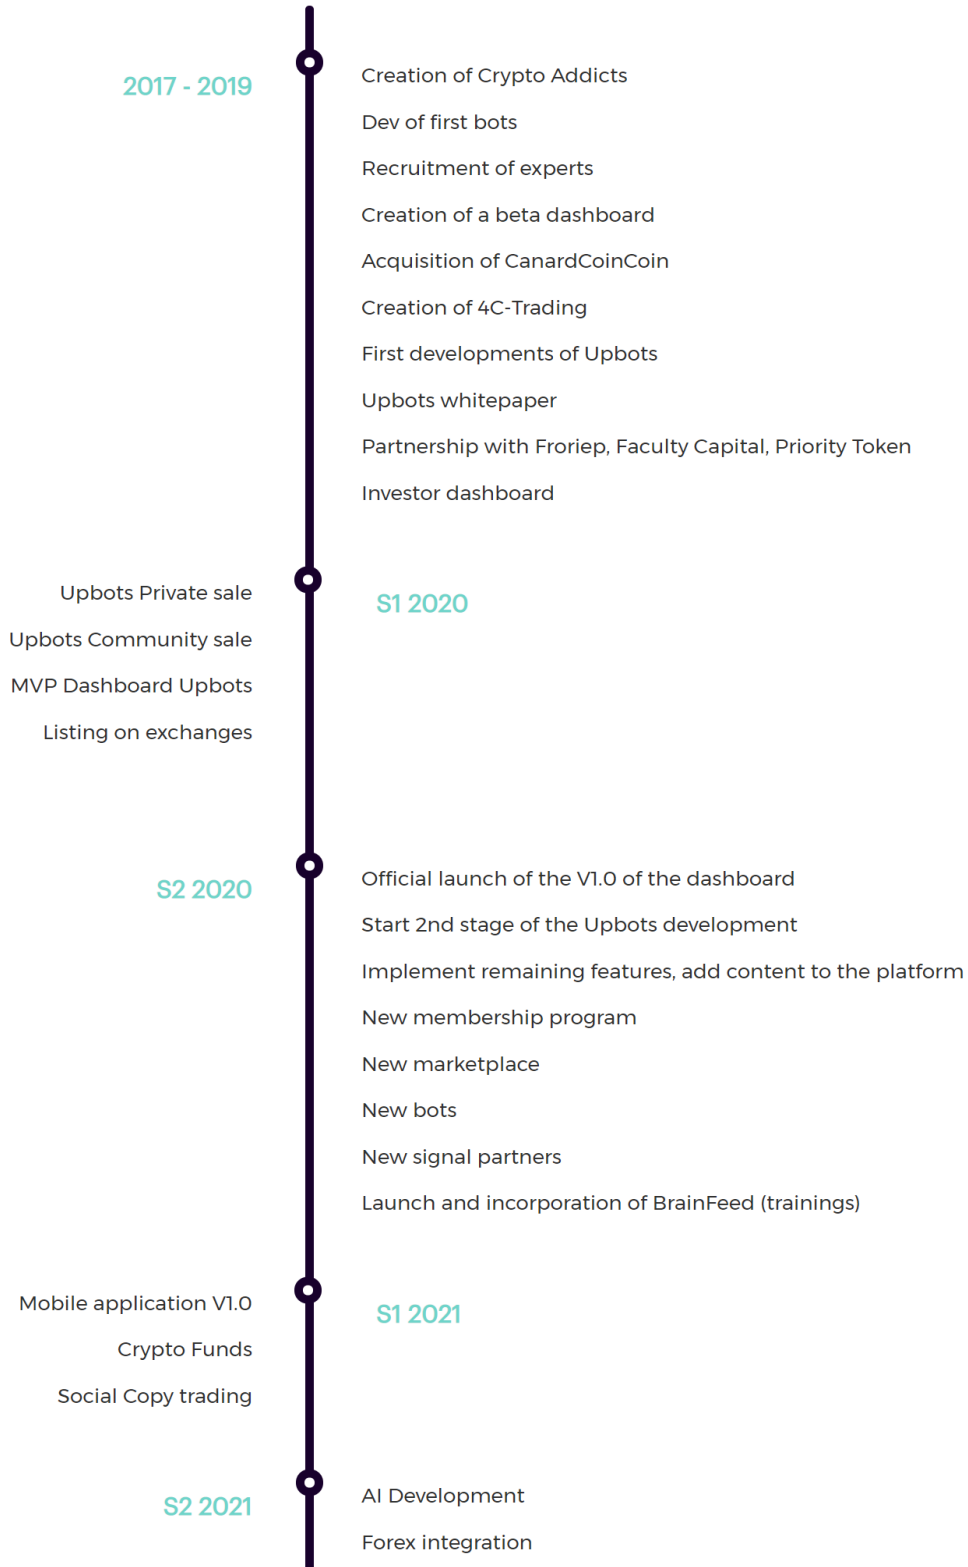 2017 - 2019
Creation of Crypto Addicts
Dev of first bots
Recruitment of experts
Creation of a beta dashboard
Acquisition of CanardCoinCoin
Creation of 4C-Trading
First developments of Upbots
Upbots whitepaper
Partnership with Froriep, Faculty Capital, Priority Token
Investor dashboard
S1 2020
Upbots Private sale
Upbots Community sale
MVP Dashboard Upbots
Listing on exchanges
S2 2020
Official launch of the V1.0 of the dashboard
Start 2nd stage of the Upbots development
Implement remaining features, add content to the platform
New membership program
New marketplace
New bots
New signal partners
Launch and incorporation of BrainFeed (trainings)
S1 2021
Mobile application V1.0
Crypto Funds
Social Copy trading
S2 2021
AI Development
Forex integration